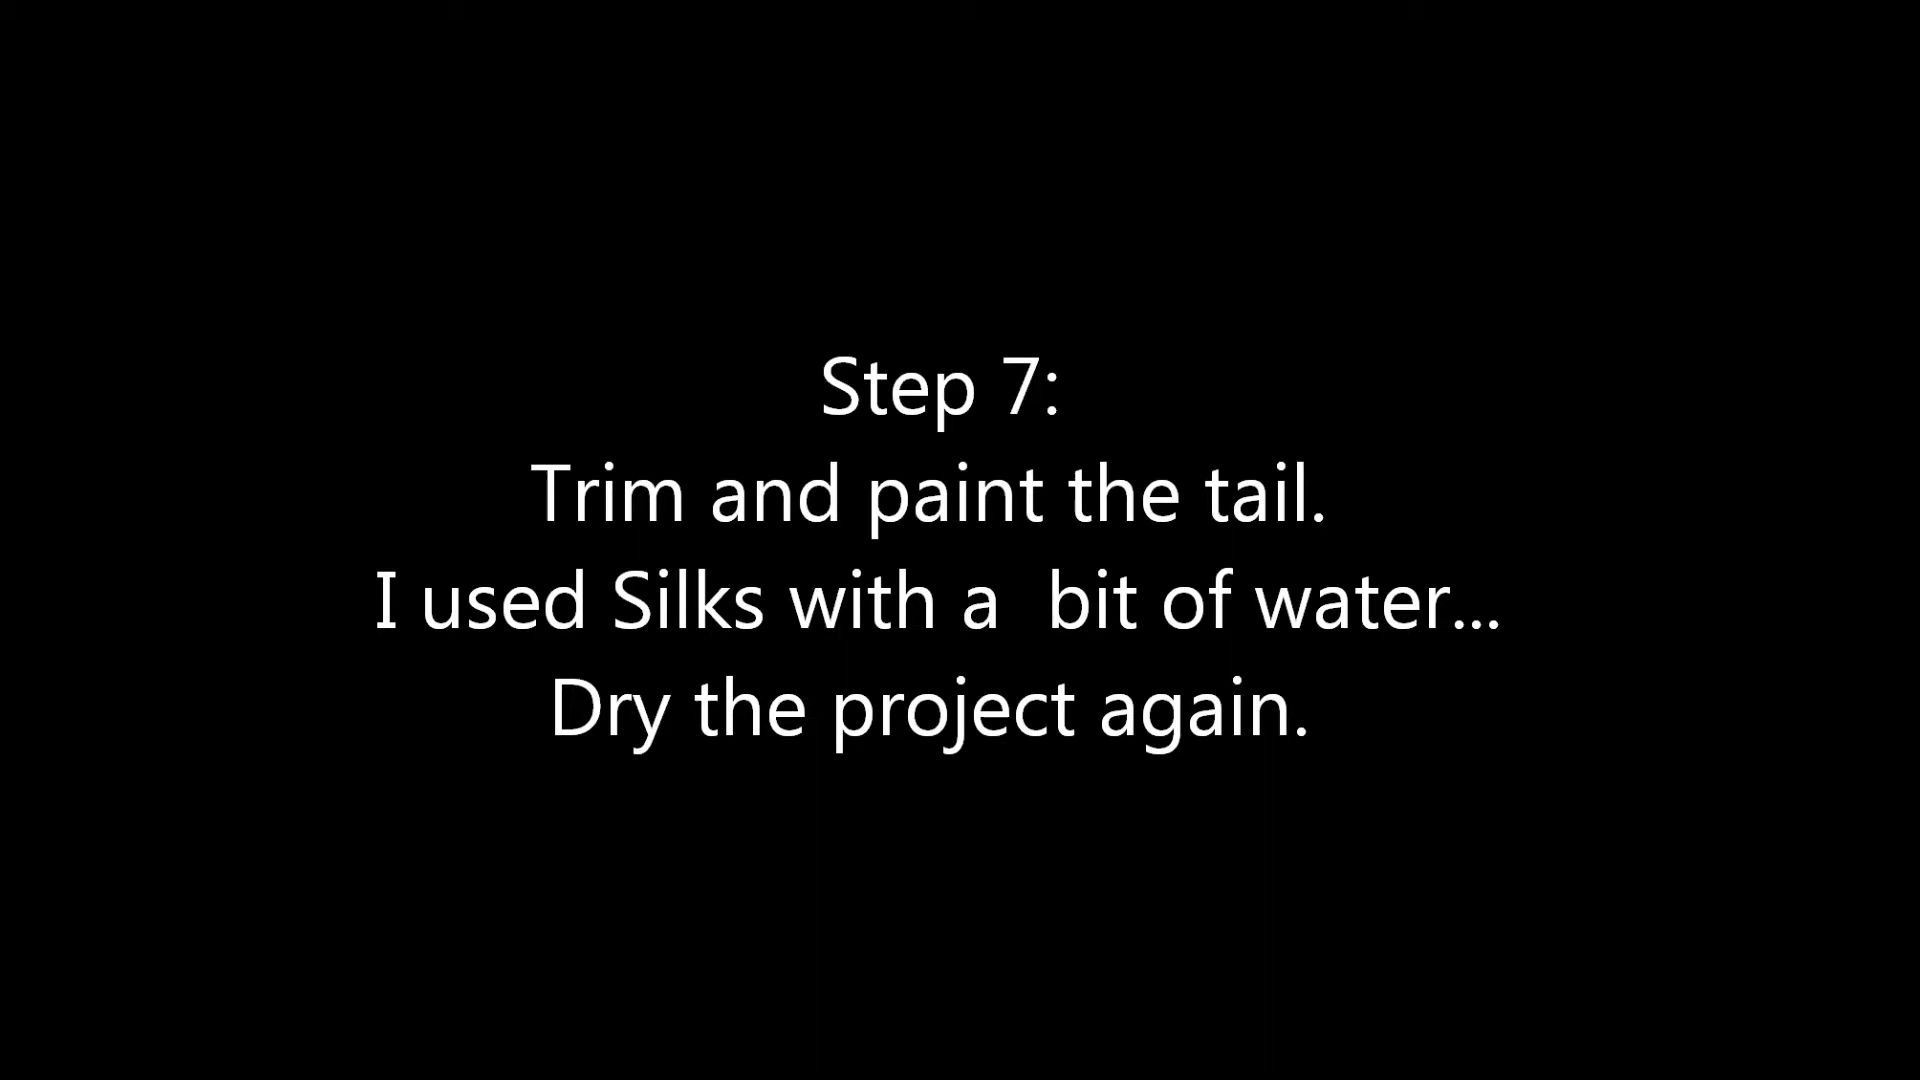 Step 7:
Trim and paint the tail.
I used Silks with a  bit of water...
Dry the project again.